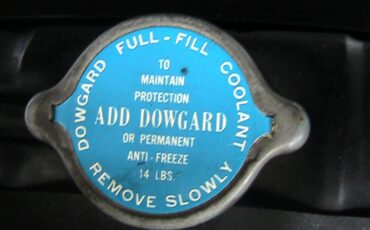 DOWGARD FULL-FILL COOLANT
TO
MAINTAIN
PROTECTION
ADD DOWGARD
OR PERMANENT
ANTI-FREEZE
14 LBS.
REMOVE SLOWLY